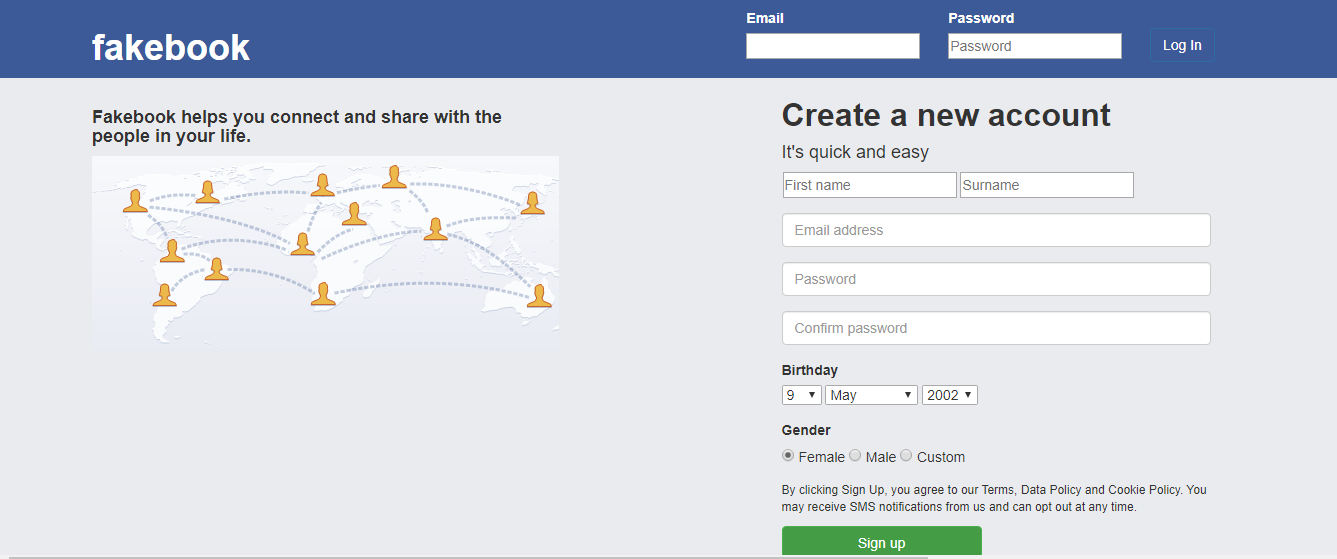 fakebook
Email
Password
Password
Log In
Fakebook helps you connect and share with the
people in your life.
Create a new account
It's quick and easy
First name
Surname
Email address
Password
Confirm password
Birthday
9 May 2002
Gender
Female Male Custom
By clicking Sign Up, you agree to our Terms, Data Policy and Cookie Policy. You
may receive SMS notifications from us and can opt out at any time.
Sign up